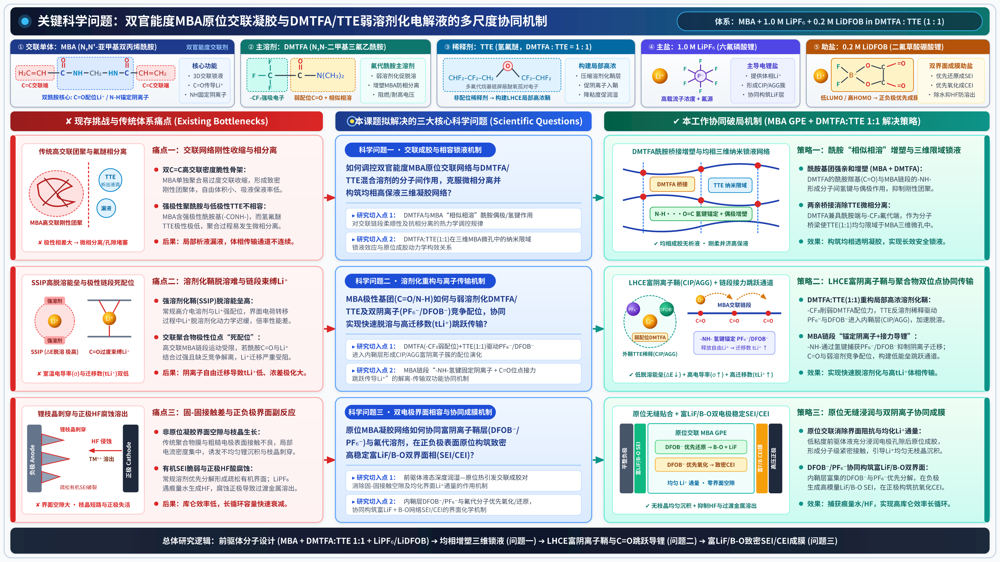 关键科学问题：双官能度MBA原位交联凝胶与DMTFA/TTE弱溶剂化电解液的多尺度协同机制
体系：MBA + 1.0 M LiPF₆ + 0.2 M LiDFOB in DMTFA : TTE (1 : 1)
① 交联单体：MBA (N,N'-亚甲基双丙烯酰胺)
双官能度交联剂
H₂C=CH
O
C
NH
CH₂
HN
O
C
CH=CH₂
C=C交联端
C=C交联端
双酰胺核心: C=O配位Li⁺ / N-H锚定阴离子
核心功能
• 3D交联锁液
• C=O传导Li⁺
• NH固定阴离子
② 主溶剂：DMTFA (N,N-二甲基三氟乙酰胺)
F
F
C
F
O
C
N(CH₃)₂
-CF₃强吸电子
弱配位C=O + 相似相溶
氟代酰胺主溶剂
• 弱溶剂化促脱溶
• 增塑MBA防相分离
• 阻燃/耐高电压
③ 稀释剂：TTE (氢氟醚，DMTFA : TTE = 1 : 1)
O
CHF₂–CF₂–CH₂
CF₂–CHF₂
多氟代烷基链屏蔽醚氧孤对电子
非配位稀释剂 → 构建LHCE局部高浓鞘
构建局部高浓
• 压缩溶剂化鞘层
• 促阴离子入鞘
• 降粘度促润湿
④ 主盐：1.0 M LiPF₆ (六氟磷酸锂)
Li⁺
F
F
F
P⁻
F
F
F
高载流子浓度 + 氟源
主导电锂盐
• 提供体相Li⁺
• 形成CIP/AGG簇
• 协同构筑LiF层
⑤ 助盐：0.2 M LiDFOB (二氟草酸硼酸锂)
Li⁺
F
F
B⁻
O
O
C
C
=O
=O
低LUMO / 高HOMO → 正负极优先成膜
双界面成膜助盐
• 优先还原成SEI
• 优先氧化成CEI
• 除水抑HF防溶出
✘ 现存挑战与传统体系痛点 (Existing Bottlenecks)
本课题拟解决的三大核心科学问题 (Scientific Questions)
✔ 本工作协同破局机制 (MBA GPE + DMTFA:TTE 1:1 解决策略)
传统高交联团聚与氟醚相分离
TTE
析出液滴
漏液
MBA高交联刚性团聚
✘ 极性相差大 → 微相分离/孔隙堵塞
痛点一：交联网络刚性收缩与相分离
双C=C高交联密度脆性骨架：
MBA单独聚合易过度交联收缩，形成致密
刚性团聚体，自由体积小、吸液保液率低。
强极性聚酰胺与低极性TTE不相容：
MBA含强极性酰胺基(-CONH-)，而氢氟醚
TTE极性极低，聚合过程易发生微相分离。
后果：局部析液漏液，体相传输通道不连续。
科学问题一 • 交联成胶与相容锁液机制
如何调控双官能度MBA原位交联网络与DMTFA/
TTE混合溶剂的分子间作用，克服微相分离并
构筑均相高保液三维凝胶网络？
▸ 研究切入点 1： DMTFA与MBA“相似相溶”酰胺偶极/氢键作用
对交联链段柔顺性及抗相分离的热力学调控规律
▸ 研究切入点 2： DMTFA:TTE(1:1)在三维MBA微孔中的纳米限域
锁液效应与原位成胶动力学构效关系
DMTFA酰胺桥接增塑与均相三维纳米锁液网络
DMTFA 桥接
TTE 纳米限域
N-H・・・O=C 氢键锚定 + 偶极增塑
✔ 均相成胶无析液 • 刚柔并济高保液
策略一：酰胺“相似相溶”增塑与三维限域锁液
酰胺基团强亲和增塑 (MBA + DMTFA)：
DMTFA的酰胺羰基(C=O)与MBA链段的-NH-
形成分子间氢键与偶极作用，抑制刚性团聚。
两亲桥接消除TTE微相分离：
DMTFA兼具酰胺端与-CF₃氟代端，作为分子
桥梁使TTE(1:1)均匀限域于MBA三维微孔中。
效果：构筑均相透明凝胶，实现长效安全锁液。
SSIP高脱溶能垒与极性链段死配位
强溶剂
Li⁺
强溶剂
Li⁺
SSIP (ΔE脱溶 极高)
C=O过度束缚Li⁺
✘ 室温电导率(σ)与迁移数(tLi⁺)双低
痛点二：溶剂化鞘脱溶难与链段束缚Li⁺
强溶剂化鞘(SSIP)脱溶能垒高：
常规高介电溶剂与Li⁺强配位，界面电荷转移
过程中Li⁺脱溶剂化动力学迟缓，倍率性能差。
交联聚合物极性位点“死配位”：
高交联MBA链段运动受限，若酰胺C=O与Li⁺
结合过强且缺乏竞争解离，Li⁺迁移严重受阻。
后果：阴离子自由迁移导致tLi⁺低、浓差极化大。
科学问题二 • 溶剂化重构与离子传输机制
MBA极性基团(C=O/N-H)如何与弱溶剂化DMTFA/
TTE及双阴离子(PF₆⁻/DFOB⁻)竞争配位，协同
实现快速脱溶与高迁移数(tLi⁺)跳跃传输？
▸ 研究切入点 1： DMTFA(-CF₃弱配位)+TTE(1:1)驱动PF₆⁻/DFOB⁻
进入内鞘层形成CIP/AGG富阴离子簇的配位演化
▸ 研究切入点 2： MBA链段“-NH-氢键固定阴离子 + C=O位点接力
跳跃传导Li⁺”的解离-传输双功能协同机制
LHCE富阴离子鞘(CIP/AGG) + 链段接力跳跃通道
PF₆⁻
DFOB⁻
Li⁺
弱配位DMTFA
外鞘TTE稀释(CIP/AGG)
Li⁺
MBA交联链段
C=O
C=O
C=O
-NH- 氢键锚定 PF₆⁻/DFOB⁻
释放自由Li⁺ → 迁移数 tLi⁺ ↑
✔ 低脱溶能垒(ΔE↓) + 高电导率(σ↑) + 高迁移数(tLi⁺↑)
策略二：LHCE富阴离子鞘与聚合物双位点协同传输
DMTFA:TTE(1:1)重构局部高浓溶剂化鞘：
-CF₃削弱DMTFA配位力，TTE反溶剂稀释驱动
PF₆⁻与DFOB⁻进入内鞘层(CIP/AGG)，加速脱溶。
MBA链段“锚定阴离子+接力导锂”：
-NH-通过氢键捕获PF₆⁻/DFOB⁻抑制阴离子迁移；
C=O与弱溶剂竞争配位，构建低能垒跳跃通道。
效果：实现快速脱溶剂化与高tLi⁺体相传输。
锂枝晶刺穿与正极HF腐蚀溶出
负极 Anode
锂枝晶刺穿
HF 侵蚀
TMⁿ⁺ 溶出
疏松有机SEI破裂
正极 Cathode
✘ 界面空隙大 • 枝晶短路与正极失活
痛点三：固-固接触差与正负极界面副反应
非原位凝胶界面空隙与枝晶生长：
传统聚合物膜与粗糙电极表面接触不良，局部
电流密度集中，诱发不均匀锂沉积与枝晶刺穿。
有机SEI脆弱与正极HF酸腐蚀：
常规溶剂优先分解形成疏松有机界面；LiPF₆
遇痕量水生成HF，腐蚀正极导致过渡金属溶出。
后果：库仑效率低，长循环容量快速衰减。
科学问题三 • 双电极界面相容与协同成膜机制
原位MBA凝胶网络如何协同富阴离子鞘层(DFOB⁻/
PF₆⁻)与氟代溶剂，在正负极表面原位构筑致密
高稳定富LiF/B-O双界面相(SEI/CEI)？
▸ 研究切入点 1： 前驱体液态深度润湿—原位热引发交联成胶对
消除固-固接触空隙及均化界面Li⁺通量的作用机制
▸ 研究切入点 2： 内鞘层DFOB⁻/PF₆⁻与氟代分子优先氧化/还原，
协同构筑富LiF + B-O网络SEI/CEI的界面化学机制
原位无缝贴合 + 富LiF/B-O双电极稳定SEI/CEI
平整负极
富LiF/B-O SEI
原位交联 MBA GPE
DFOB⁻ 优先还原 → B-O + LiF
DFOB⁻ 优先氧化 → 致密CEI
均匀 Li⁺ 通量 • 零界面空隙
富F/B CEI膜
高压正极
✔ 无枝晶均匀沉积 + 抑制HF与过渡金属溶出
策略三：原位无缝浸润与双阴离子协同成膜
原位交联消除界面阻抗与均化Li⁺通量：
低粘度前驱体液充分浸润电极孔隙后原位成胶，
形成分子级紧密接触，引导Li⁺均匀无枝晶沉积。
DFOB⁻/PF₆⁻协同构筑富LiF/B-O双界面：
内鞘层富集的DFOB⁻与PF₆⁻优先分解，在负极
生成高模量LiF/B-O SEI，在正极构筑抗氧化CEI。
效果：捕获痕量水/HF，实现高库仑效率长循环。
总体研究逻辑：前驱体分子设计 (MBA + DMTFA:TTE 1:1 + LiPF₆/LiDFOB) ➔ 均相增塑三维锁液 (问题一) ➔ LHCE富阴离子鞘与C=O跳跃导锂 (问题二) ➔ 富LiF/B-O致密SEI/CEI成膜 (问题三)